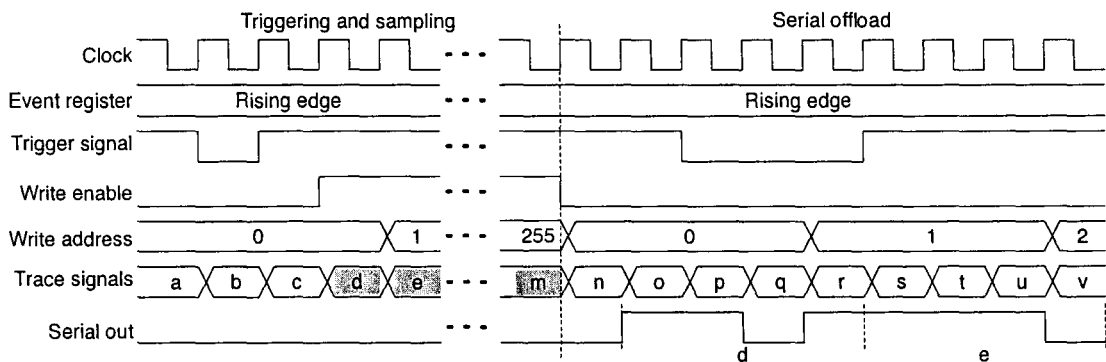 Triggering and sampling Serial offload
Clock
Event register Rising edge - - - Rising edge
Trigger signal - - -
Write enable - - -
Write address 0 1 - - - 255 0 1 2
Trace signals a b c d e - - - m n o p q r s t u v
Serial out - - -
d e